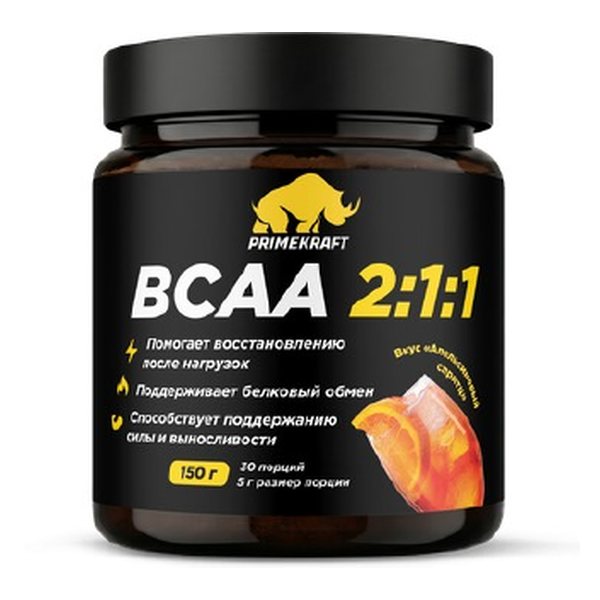 PRIMEKRAFT
BCAA 2:1:1
Помогает восстановлению
после нагрузок
Поддерживает белковый обмен
Способствует поддержанию
силы и выносливости
Вкус «Апельсиновый
спритц»
150 г
30 порций
5 г размер порции